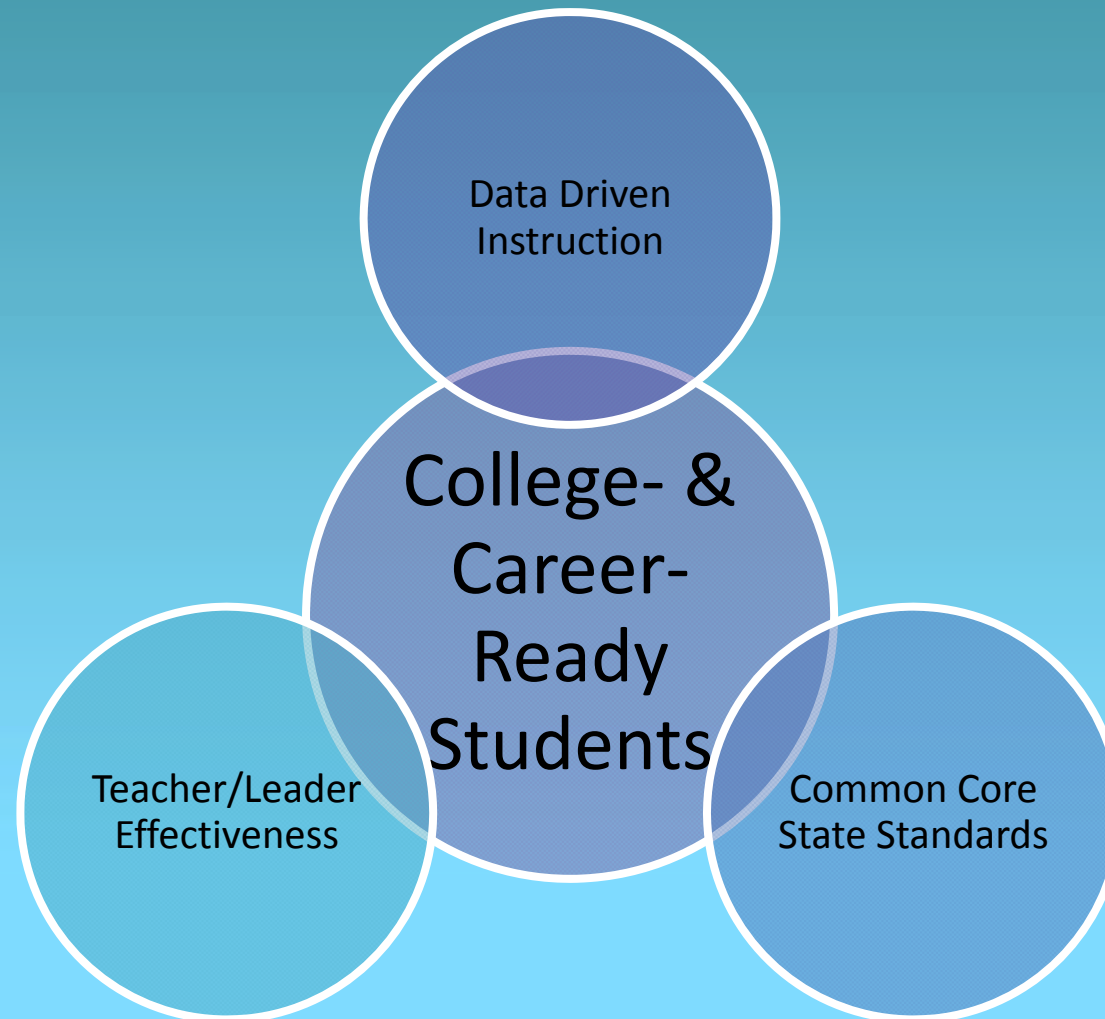 Data Driven
Instruction
College- &
Career-
Ready
Students
Teacher/Leader
Effectiveness
Common Core
State Standards